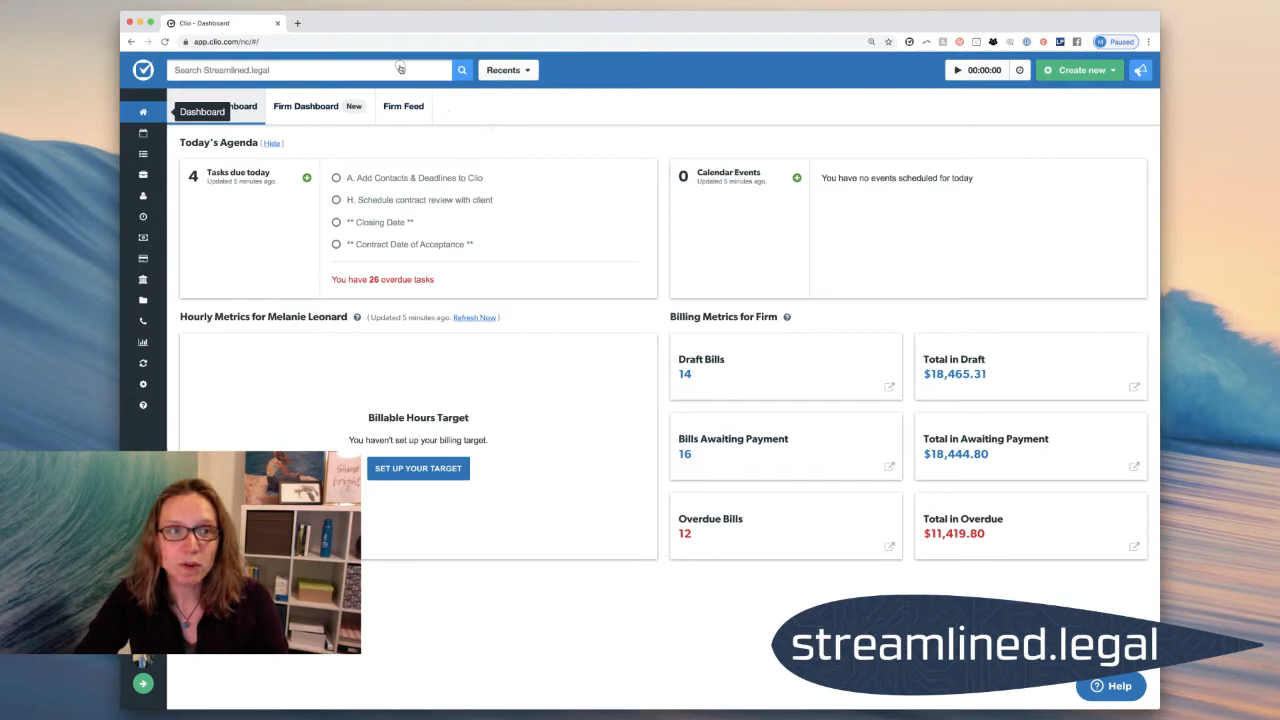 Clio - Dashboard
app.clio.com/nc/#/
Paused
Search Streamlined.legal
Recents
00:00:00
Create new
Dashboard
board
Firm Dashboard New
Firm Feed
Today's Agenda (Hide)
4 Tasks due today
Updated 5 minutes ago.
A. Add Contacts & Deadlines to Clio
H. Schedule contract review with client
** Closing Date **
** Contract Date of Acceptance **
You have 26 overdue tasks
0 Calendar Events
Updated 5 minutes ago.
You have no events scheduled for today
Hourly Metrics for Melanie Leonard (Updated 5 minutes ago. Refresh Now)
Billable Hours Target
You haven't set up your billing target.
SET UP YOUR TARGET
Billing Metrics for Firm
Draft Bills
14
Total in Draft
$18,465.31
Bills Awaiting Payment
16
Total in Awaiting Payment
$18,444.80
Overdue Bills
12
Total in Overdue
$11,419.80
streamlined.legal
Help